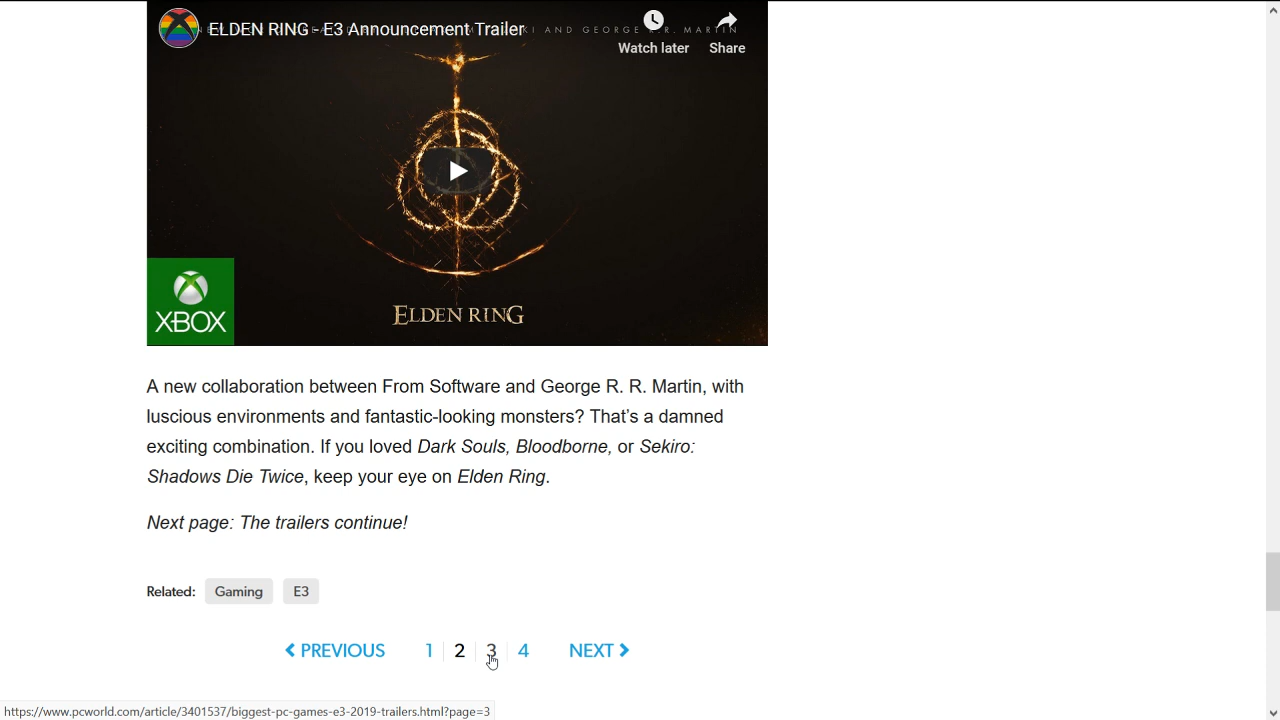 ELDEN RING - E3 Announcement Trailer
KI AND GEORGE R.R. MARTIN
Watch later
Share
ELDEN RING
XBOX
A new collaboration between From Software and George R. R. Martin, with
luscious environments and fantastic-looking monsters? That's a damned
exciting combination. If you loved Dark Souls, Bloodborne, or Sekiro:
Shadows Die Twice, keep your eye on Elden Ring.
Next page: The trailers continue!
Related: Gaming E3
PREVIOUS 1 2 3 4 NEXT
https://www.pcworld.com/article/3401537/biggest-pc-games-e3-2019-trailers.html?page=3